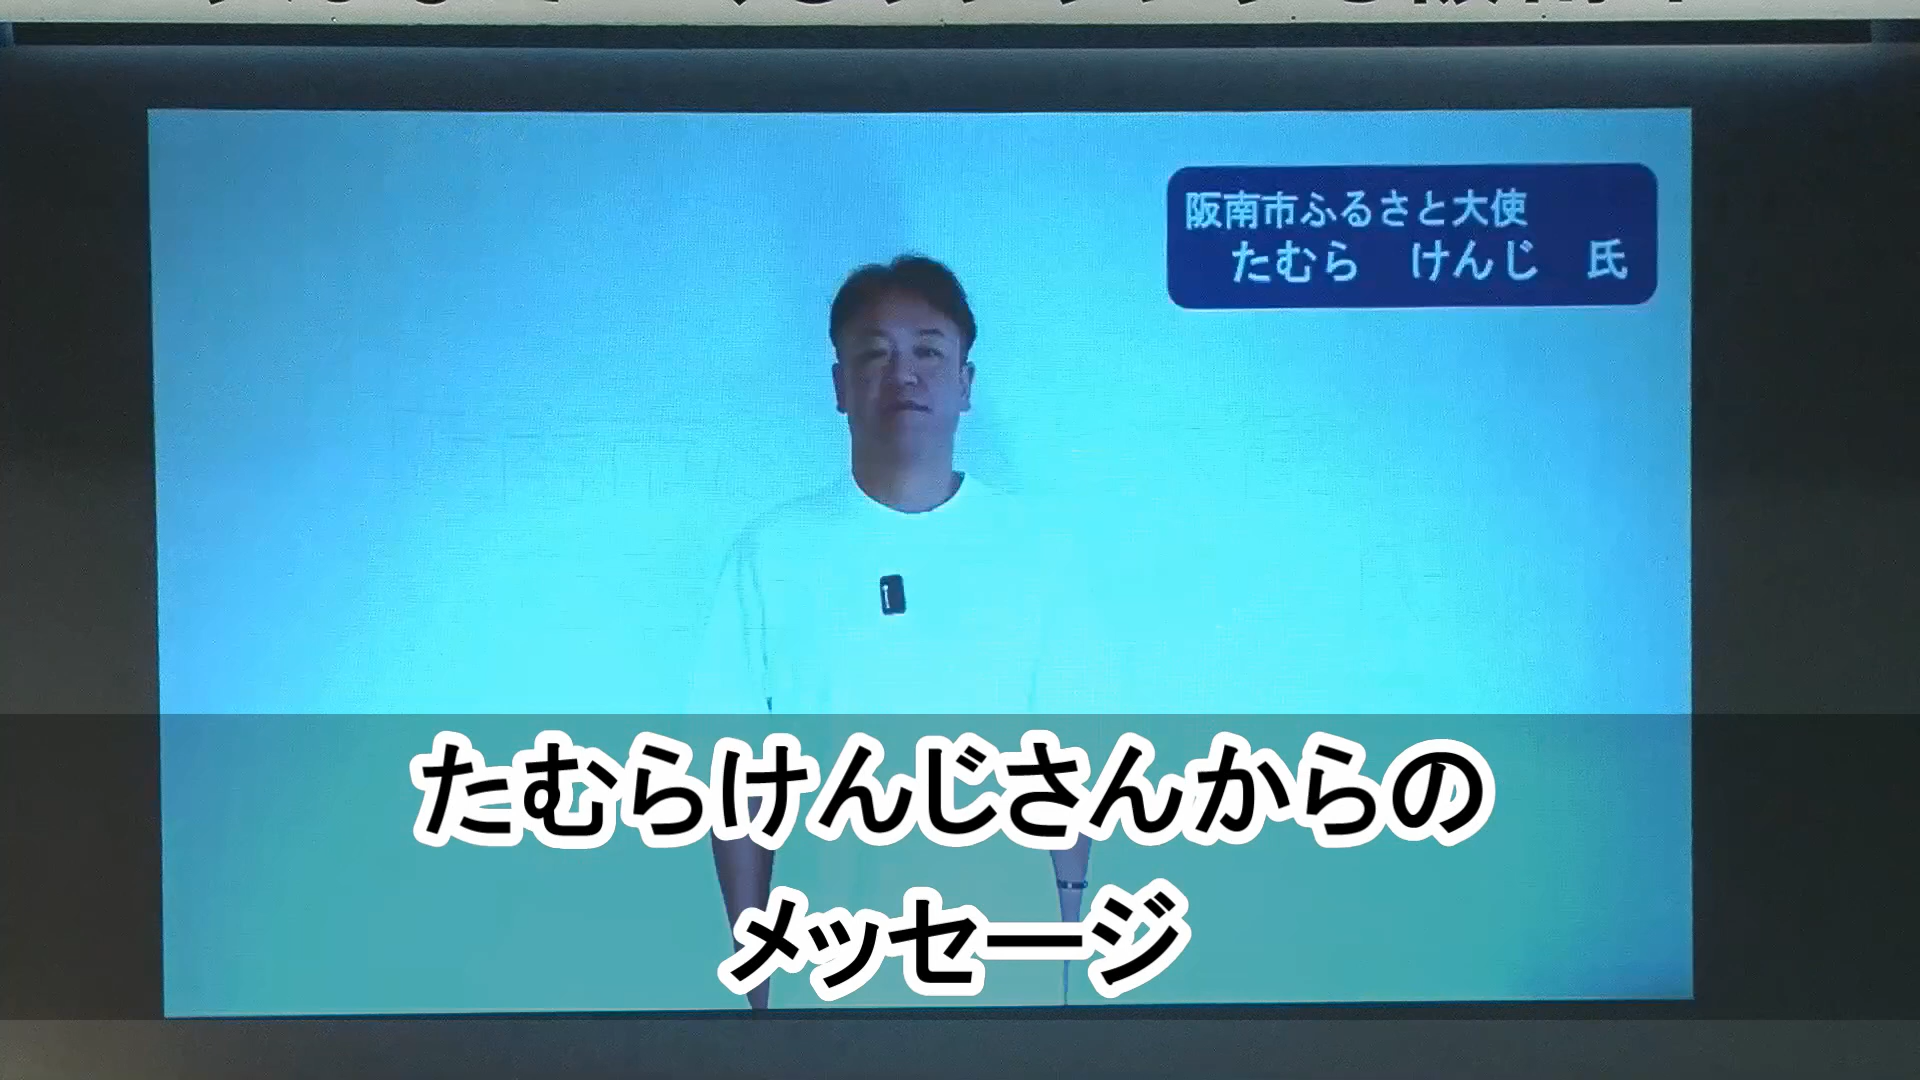 阪南市ふるさと大使
たむら　けんじ　氏
たむらけんじさんからの
メッセージ